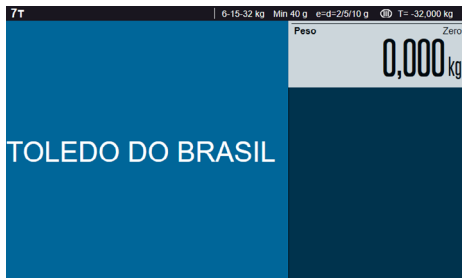 7T 6-15-32 kg Min 40 g e=d=2/5/10 g III T= -32,000 kg
Peso Zero
0,000 kg
TOLEDO DO BRASIL